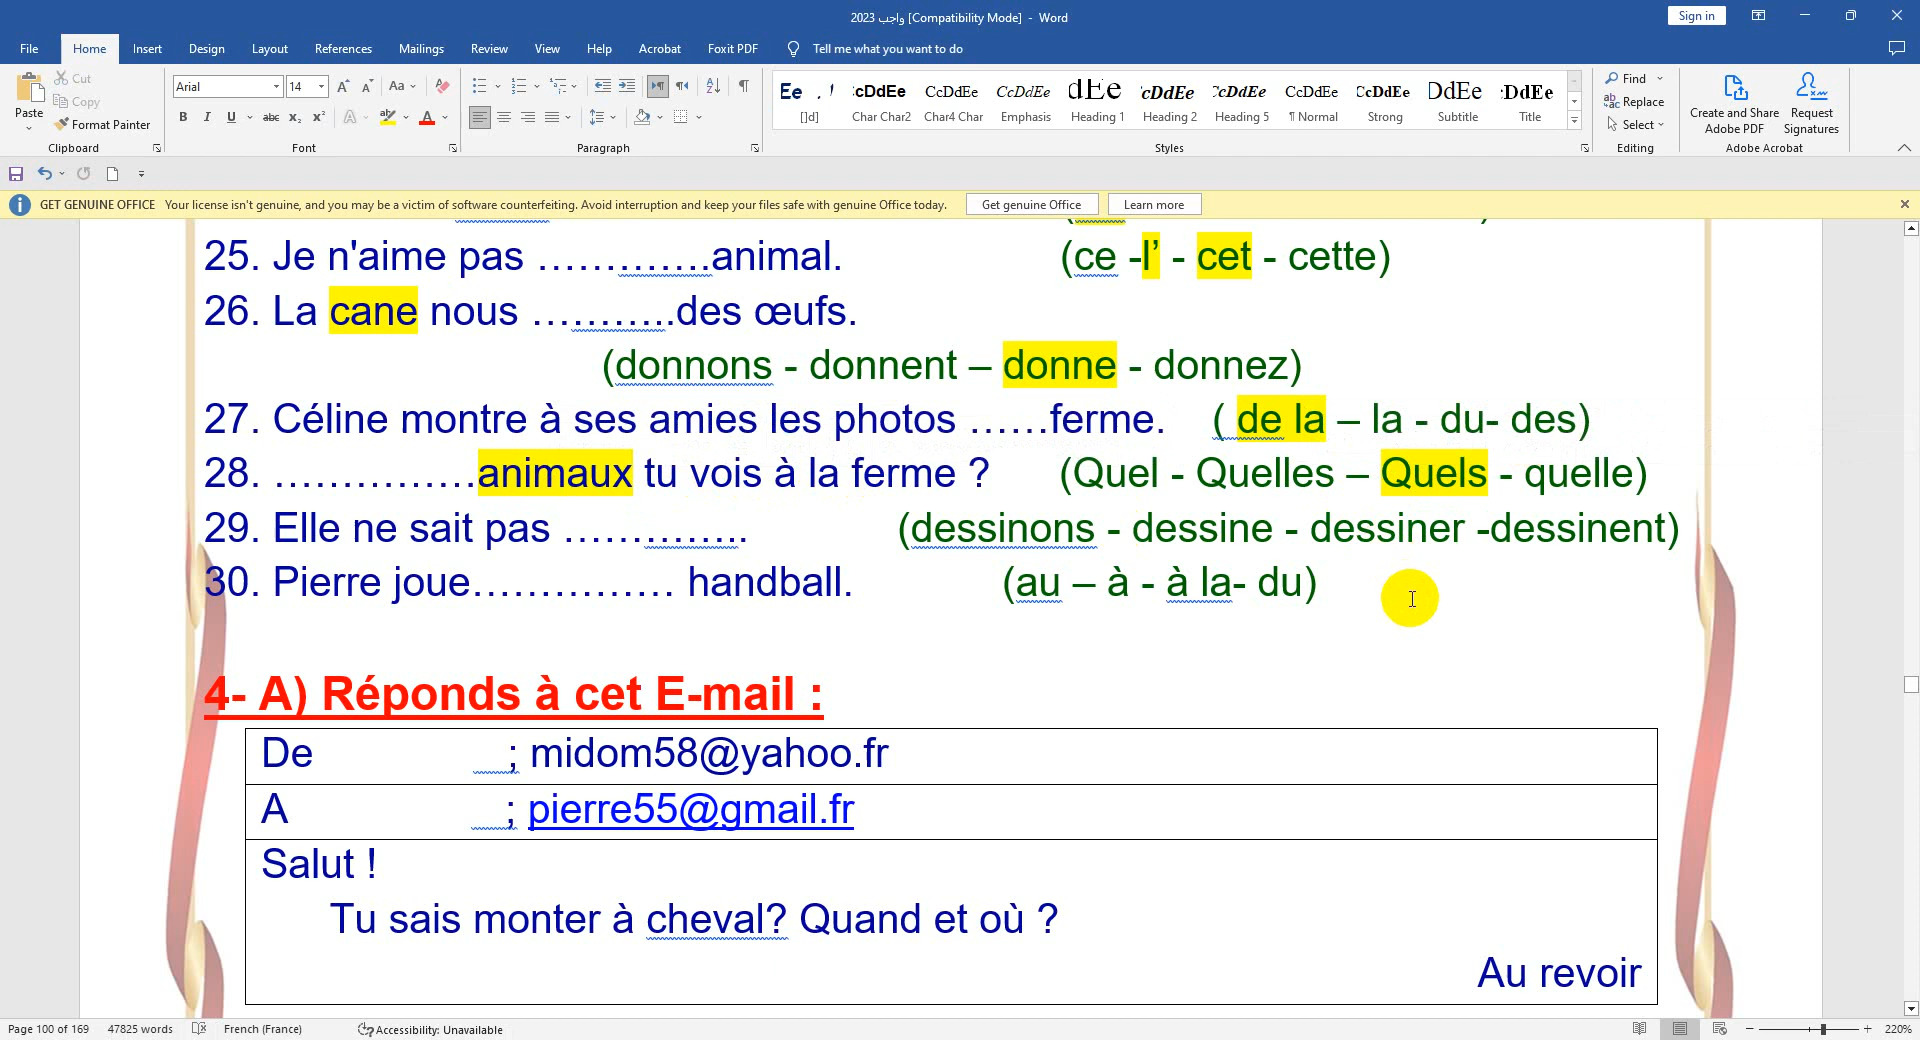 واجب 2023 [Compatibility Mode] - Word
Sign in
File Home Insert Design Layout References Mailings Review View Help Acrobat Foxit PDF Tell me what you want to do
Paste
Cut
Copy
Format Painter
Clipboard
Arial 14
Font
Paragraph
[]d] Char Char2 Char4 Char Emphasis Heading 1 Heading 2 Heading 5 ¶ Normal Strong Subtitle Title
Styles
Find
Replace
Select
Editing
Create and Share Adobe PDF
Request Signatures
Adobe Acrobat
GET GENUINE OFFICE Your license isn't genuine, and you may be a victim of software counterfeiting. Avoid interruption and keep your files safe with genuine Office today. Get genuine Office Learn more
25. Je n'aime pas ………….animal. (ce -l’ - cet - cette)
26. La cane nous ………..des œufs.
(donnons - donnent – donne - donnez)
27. Céline montre à ses amies les photos ……ferme. ( de la – la - du- des)
28. ……………animaux tu vois à la ferme ? (Quel - Quelles – Quels - quelle)
29. Elle ne sait pas ………….. (dessinons - dessine - dessiner -dessinent)
30. Pierre joue…………… handball. (au – à - à la- du)
4- A) Réponds à cet E-mail :
De ; midom58@yahoo.fr
A ; pierre55@gmail.fr
Salut !
Tu sais monter à cheval? Quand et où ?
Au revoir
Page 100 of 169 47825 words French (France) Accessibility: Unavailable 220%